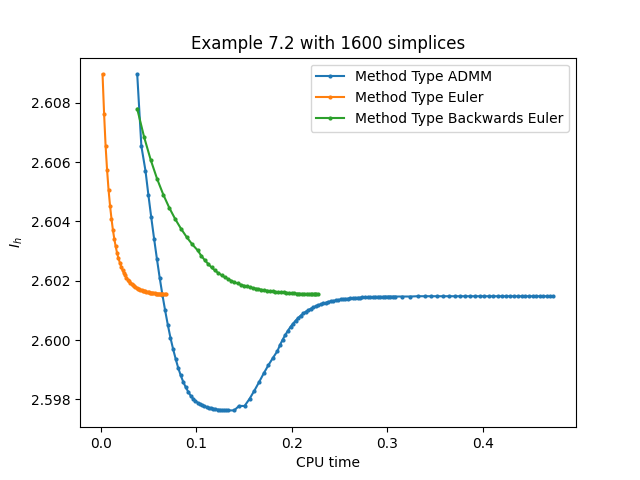 Example 7.2 with 1600 simplices
Method Type ADMM
Method Type Euler
Method Type Backwards Euler
2.608
2.606
2.604
2.602
2.600
2.598
I_h
0.0 0.1 0.2 0.3 0.4
CPU time